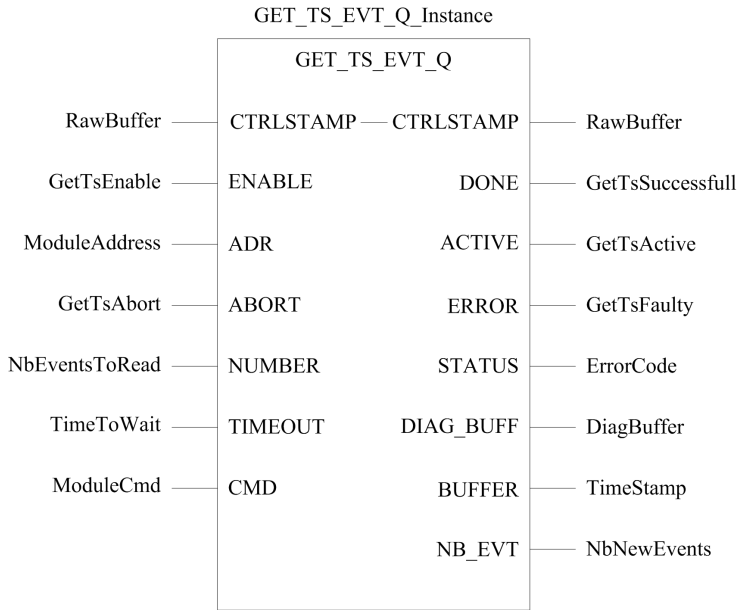 GET_TS_EVT_Q_Instance
GET_TS_EVT_Q
RawBuffer CTRLSTAMP CTRLSTAMP RawBuffer
GetTsEnable ENABLE DONE GetTsSuccessfull
ModuleAddress ADR ACTIVE GetTsActive
GetTsAbort ABORT ERROR GetTsFaulty
NbEventsToRead NUMBER STATUS ErrorCode
TimeToWait TIMEOUT DIAG_BUFF DiagBuffer
ModuleCmd CMD BUFFER TimeStamp
NB_EVT NbNewEvents